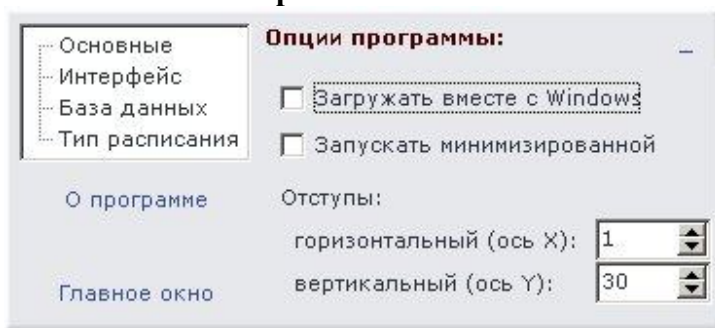 Основные
Интерфейс
База данных
Тип расписания
О программе
Главное окно
Опции программы:
Загружать вместе с Windows
Запускать минимизированной
Отступы:
горизонтальный (ось X): 1
вертикальный (ось Y): 30